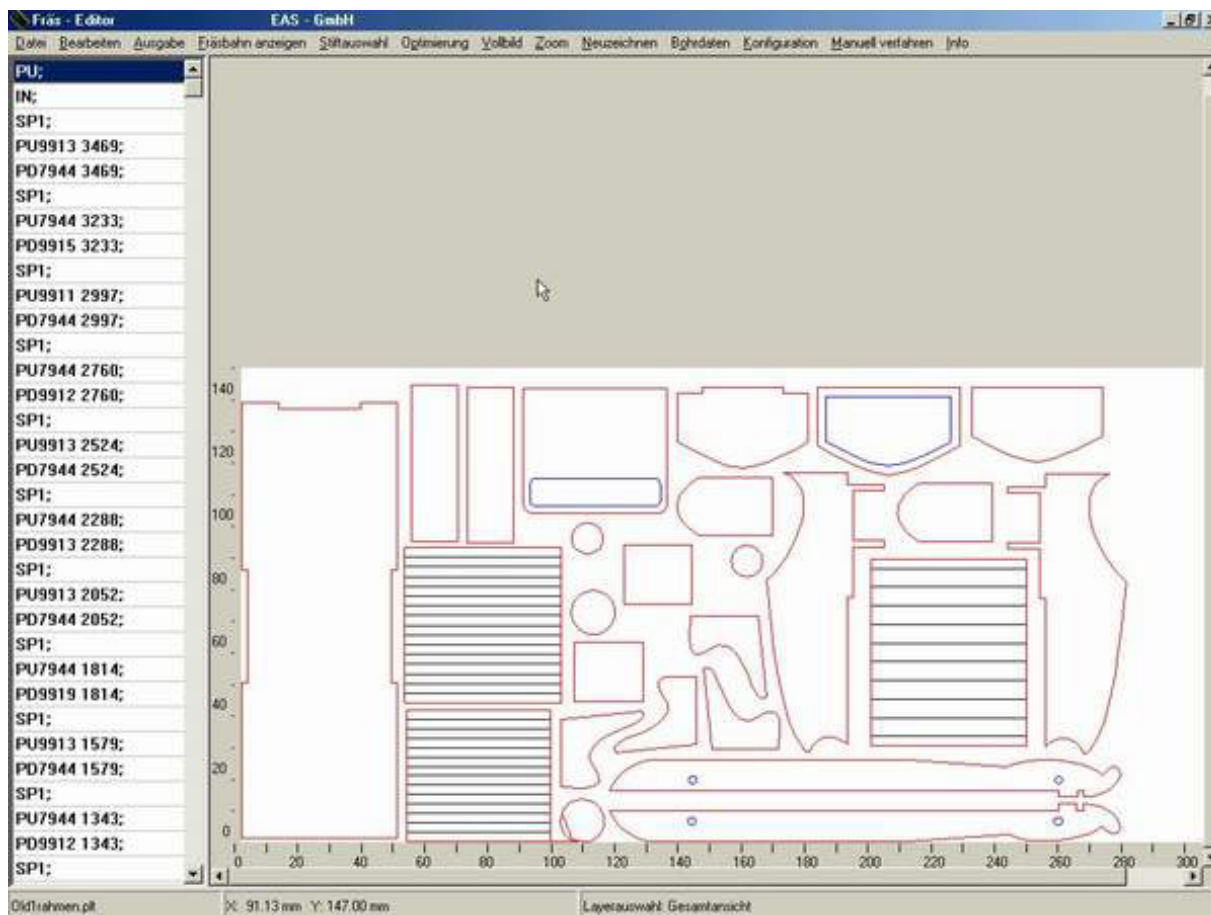 Fräs - Editor EAS - GmbH
Datei Bearbeiten Ausgabe Fräsbahn anzeigen Stiftauswahl Optimierung Vollbild Zoom Neuzeichnen Bohrdaten Konfiguration Manuell verfahren Info
PU;
IN;
SP1;
PU9913 3469;
PD7944 3469;
SP1;
PU7944 3233;
PD9915 3233;
SP1;
PU9911 2997;
PD7944 2997;
SP1;
PU7944 2760;
PD9912 2760;
SP1;
PU9913 2524;
PD7944 2524;
SP1;
PU7944 2288;
PD9913 2288;
SP1;
PU9913 2052;
PD7944 2052;
SP1;
PU7944 1814;
PD9919 1814;
SP1;
PU9913 1579;
PD7944 1579;
SP1;
PU7944 1343;
PD9912 1343;
SP1;
140
120
100
80
60
40
20
0
0 20 40 60 80 100 120 140 160 180 200 220 240 260 280 300
Old1rahmen.plt X: 91.13 mm Y: 147.00 mm Layerauswahl: Gesamtansicht